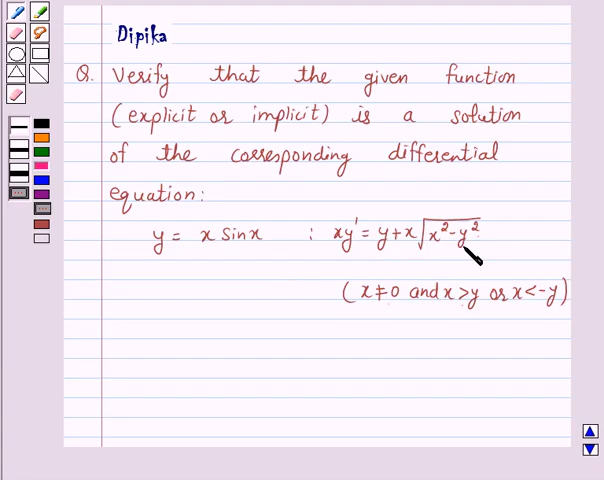 Dipika
Q. Verify that the given function
(explicit or implicit) is a solution
of the corresponding differential
equation:
y = x sinx : xy' = y + x√x²-y²
(x ≠ 0 and x > y or x < -y)